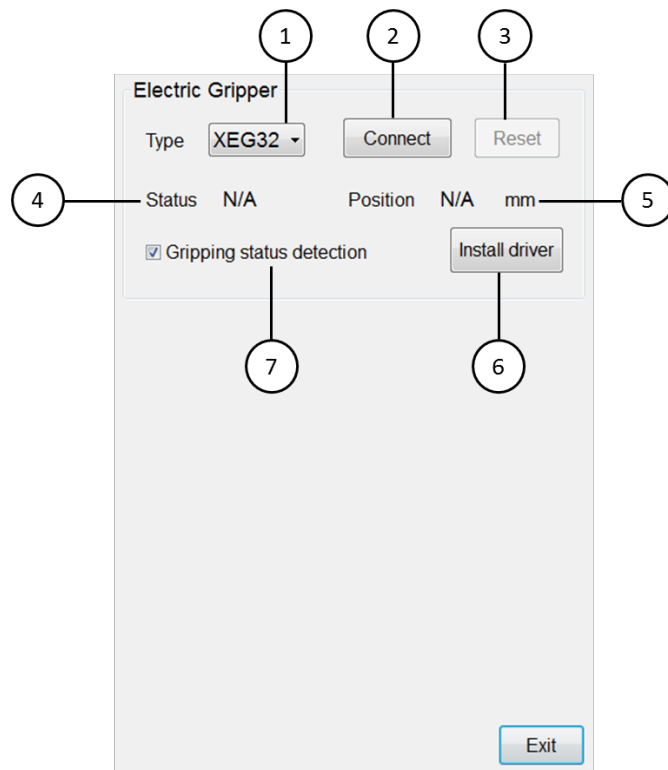 1 2 3
Electric Gripper
Type XEG32 Connect Reset
4 Status N/A Position N/A mm 5
Gripping status detection Install driver
7 6
Exit